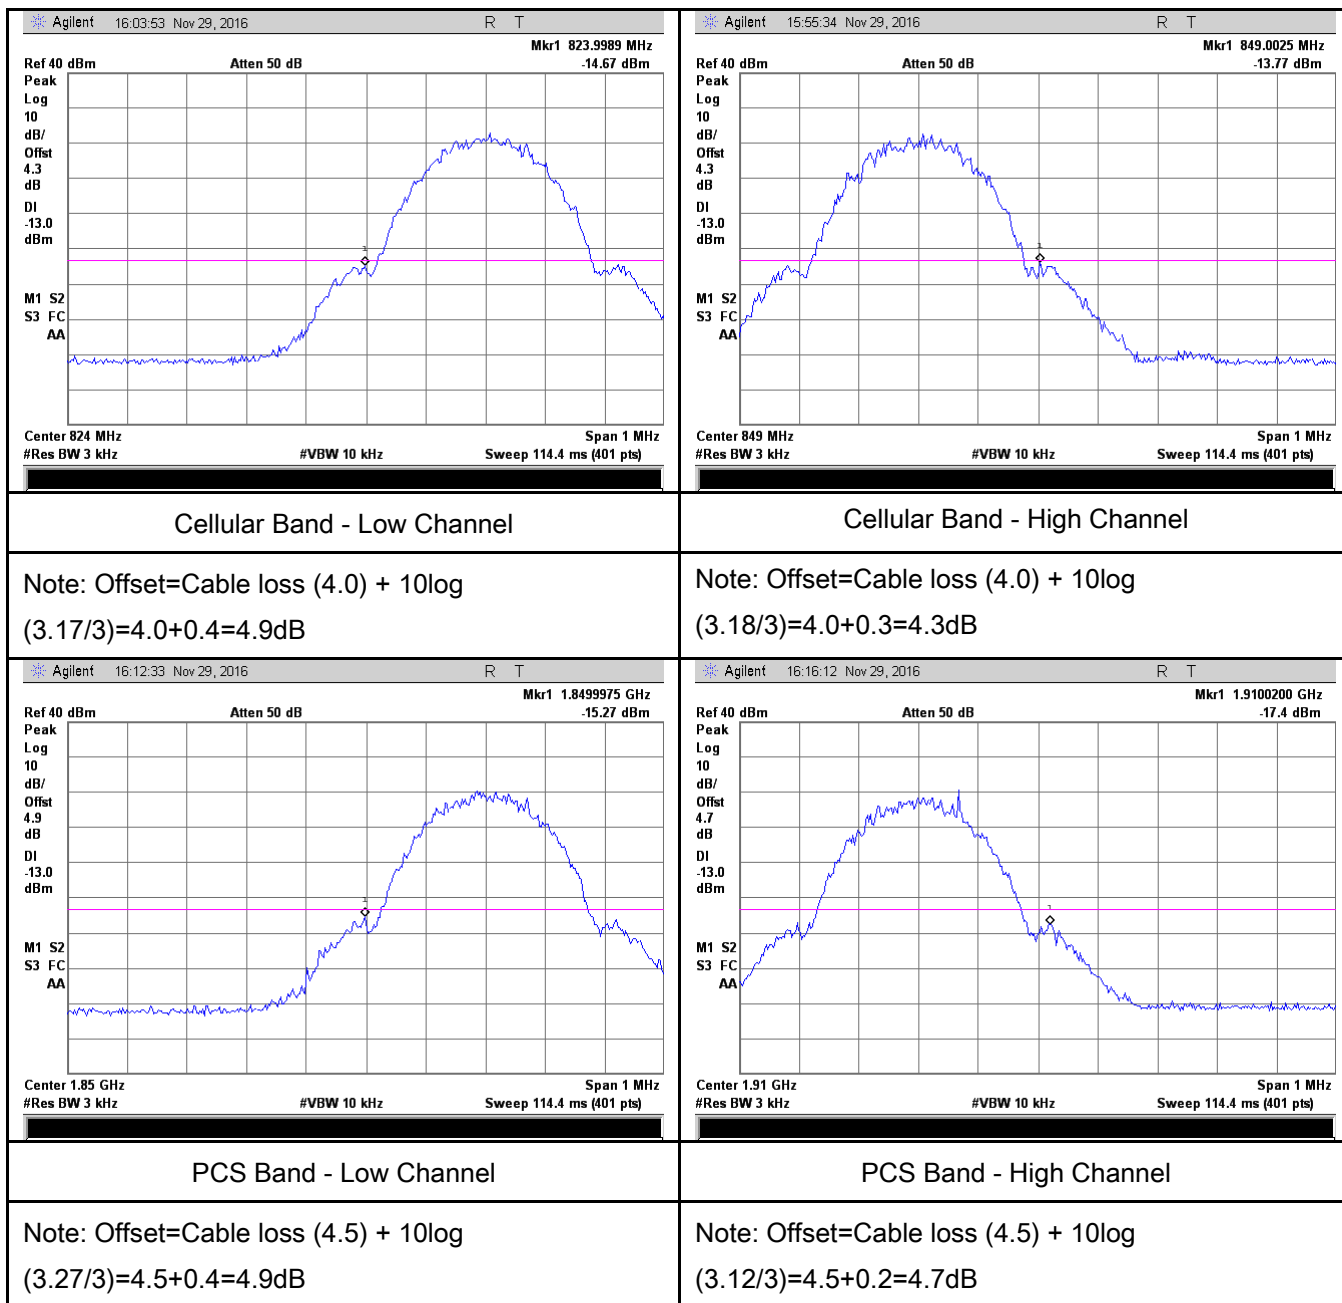 Agilent 16:03:53 Nov 29, 2016 R T
Mkr1 823.9989 MHz
Ref 40 dBm Atten 50 dB -14.67 dBm
Peak
Log
10
dB/
Offst
4.3
dB
DI
-13.0
dBm
1
M1 S2
S3 FC
AA
Center 824 MHz Span 1 MHz
#Res BW 3 kHz #VBW 10 kHz Sweep 114.4 ms (401 pts)
Agilent 15:55:34 Nov 29, 2016 R T
Mkr1 849.0025 MHz
Ref 40 dBm Atten 50 dB -13.77 dBm
Peak
Log
10
dB/
Offst
4.3
dB
DI
-13.0
dBm
1
M1 S2
S3 FC
AA
Center 849 MHz Span 1 MHz
#Res BW 3 kHz #VBW 10 kHz Sweep 114.4 ms (401 pts)
Cellular Band - Low Channel
Cellular Band - High Channel
Note: Offset=Cable loss (4.0) + 10log
(3.17/3)=4.0+0.4=4.9dB
Note: Offset=Cable loss (4.0) + 10log
(3.18/3)=4.0+0.3=4.3dB
Agilent 16:12:33 Nov 29, 2016 R T
Mkr1 1.8499975 GHz
Ref 40 dBm Atten 50 dB -15.27 dBm
Peak
Log
10
dB/
Offst
4.9
dB
DI
-13.0
dBm
1
M1 S2
S3 FC
AA
Center 1.85 GHz Span 1 MHz
#Res BW 3 kHz #VBW 10 kHz Sweep 114.4 ms (401 pts)
Agilent 16:16:12 Nov 29, 2016 R T
Mkr1 1.9100200 GHz
Ref 40 dBm Atten 50 dB -17.4 dBm
Peak
Log
10
dB/
Offst
4.7
dB
DI
-13.0
dBm
1
M1 S2
S3 FC
AA
Center 1.91 GHz Span 1 MHz
#Res BW 3 kHz #VBW 10 kHz Sweep 114.4 ms (401 pts)
PCS Band - Low Channel
PCS Band - High Channel
Note: Offset=Cable loss (4.5) + 10log
(3.27/3)=4.5+0.4=4.9dB
Note: Offset=Cable loss (4.5) + 10log
(3.12/3)=4.5+0.2=4.7dB